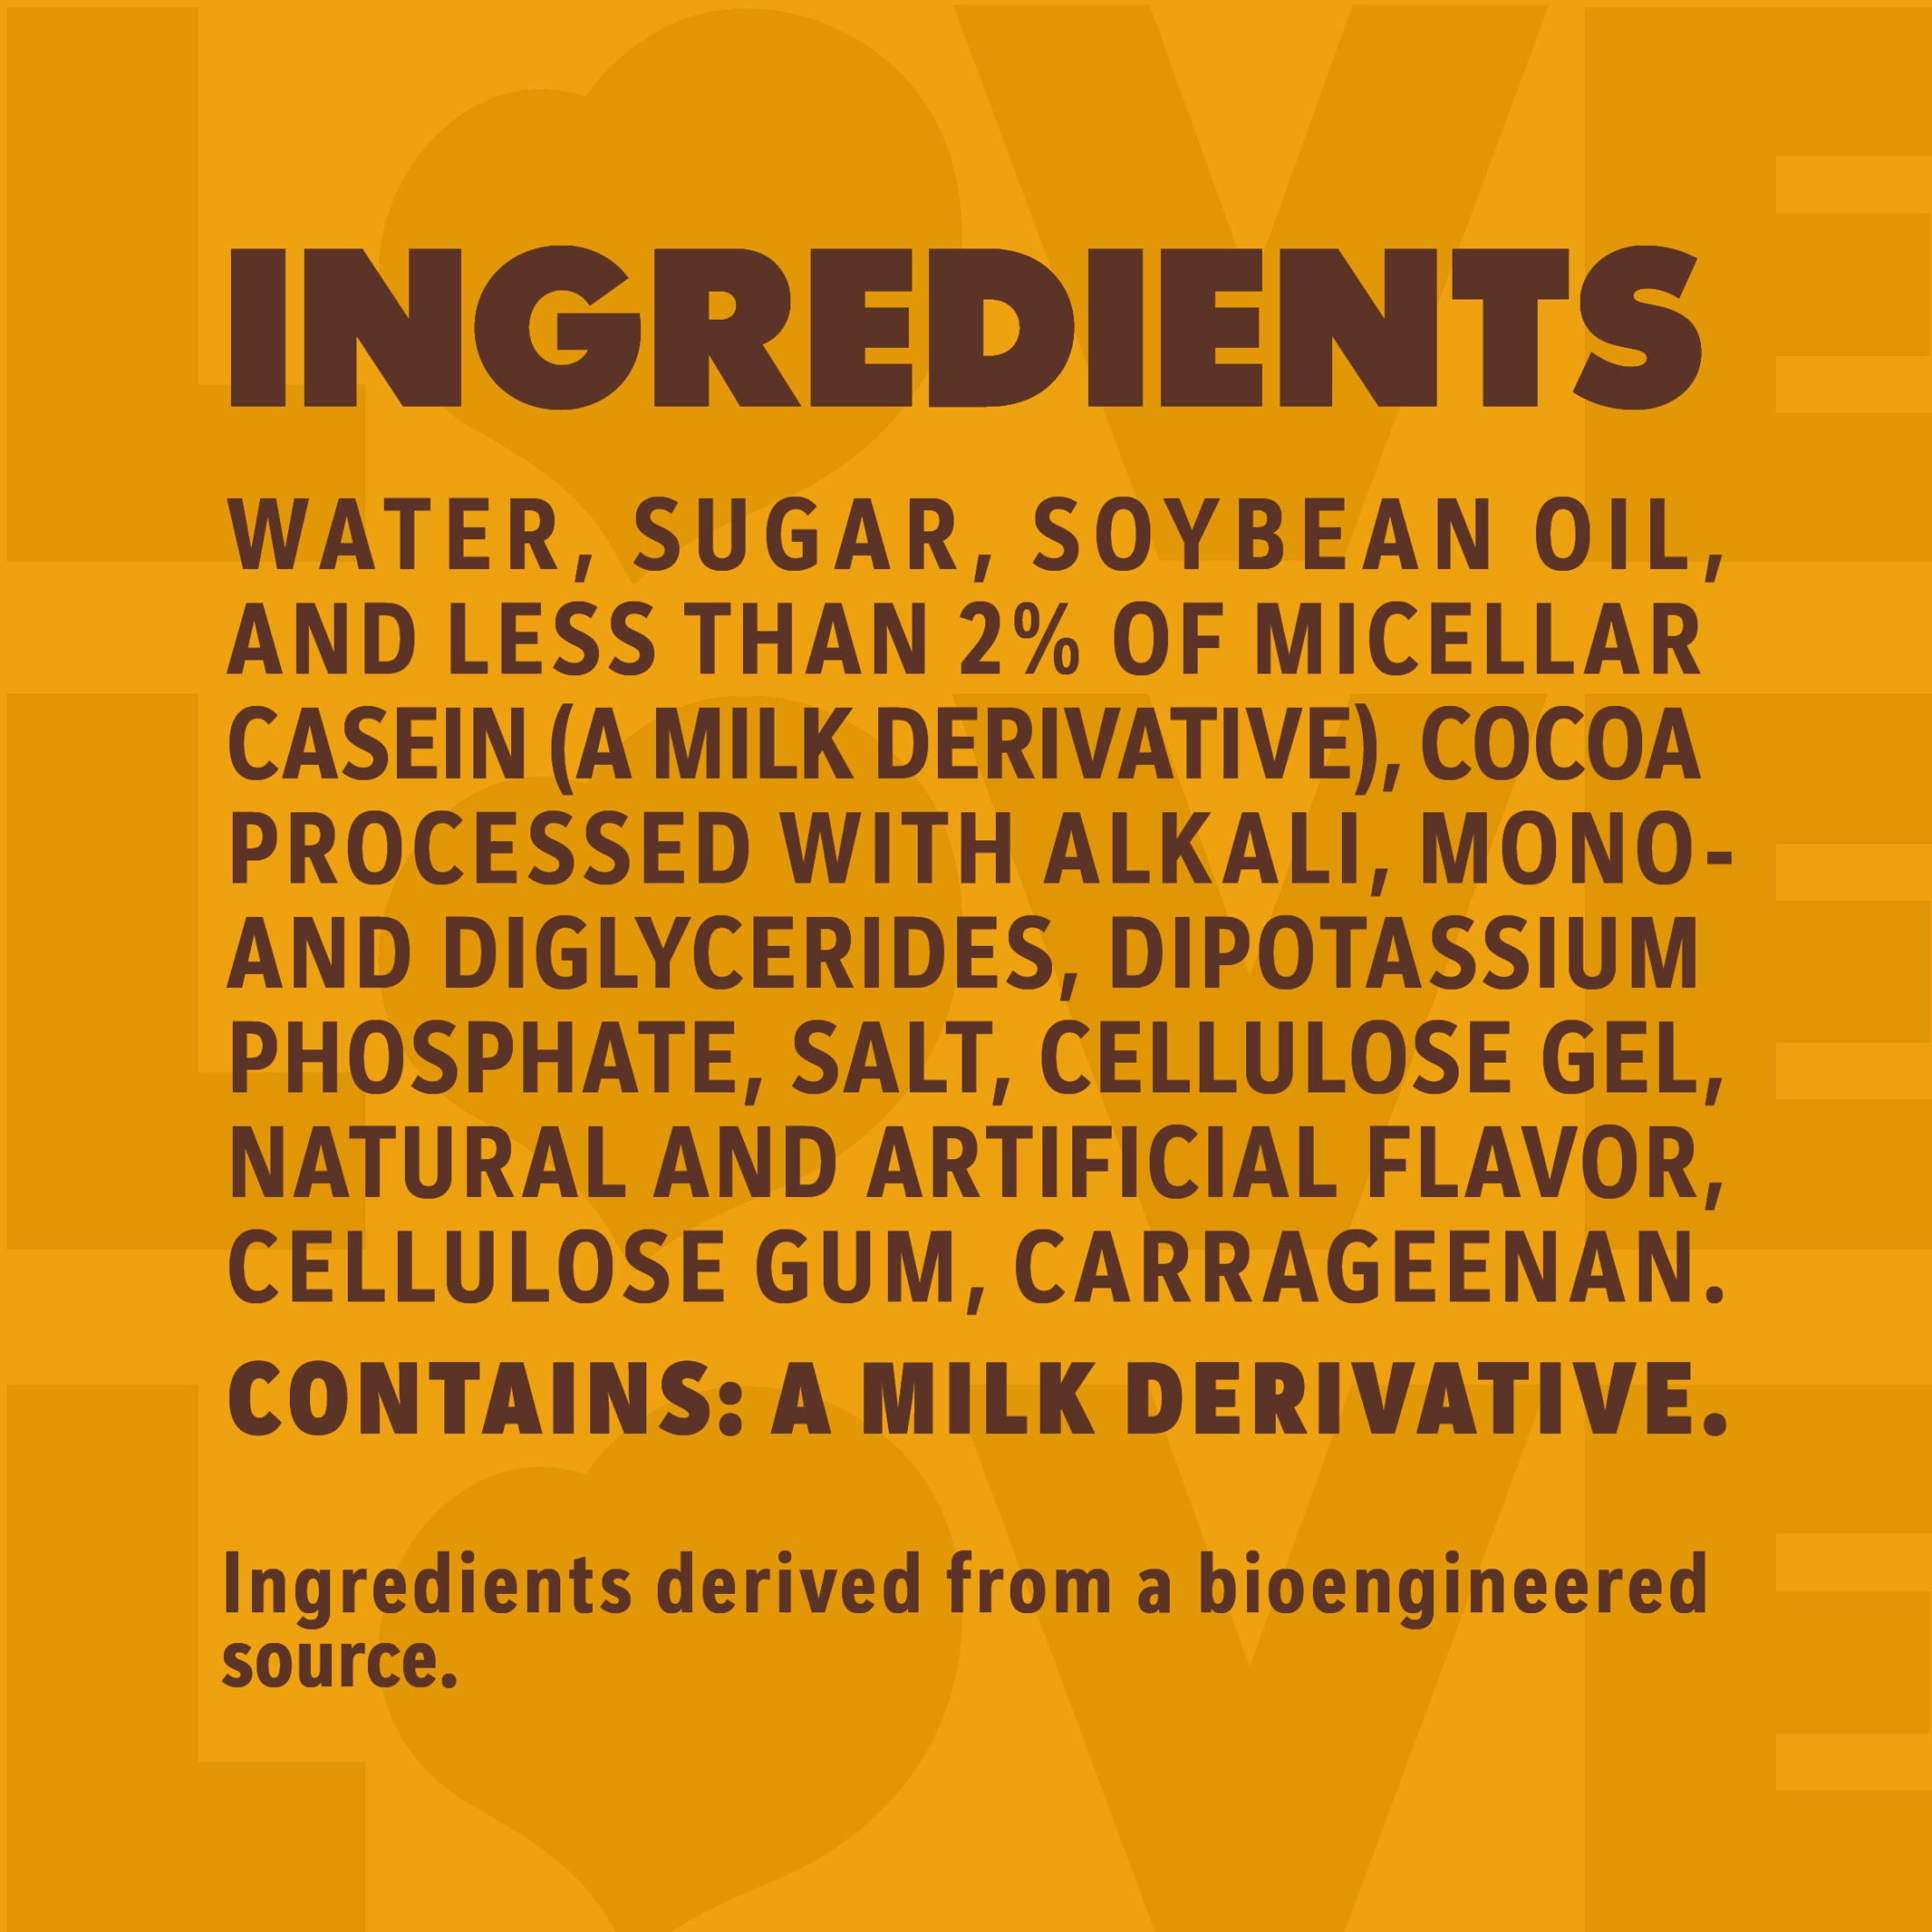 INGREDIENTS
WATER, SUGAR, SOYBEAN OIL,
AND LESS THAN 2% OF MICELLAR
CASEIN (A MILK DERIVATIVE), COCOA
PROCESSED WITH ALKALI, MONO-
AND DIGLYCERIDES, DIPOTASSIUM
PHOSPHATE, SALT, CELLULOSE GEL,
NATURAL AND ARTIFICIAL FLAVOR,
CELLULOSE GUM, CARRAGEENAN.
CONTAINS: A MILK DERIVATIVE.
Ingredients derived from a bioengineered
source.